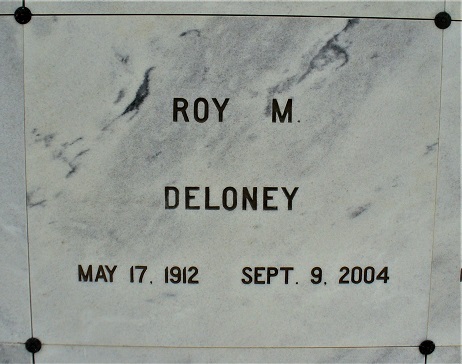 ROY M.
DELONEY
MAY 17, 1912 SEPT. 9, 2004